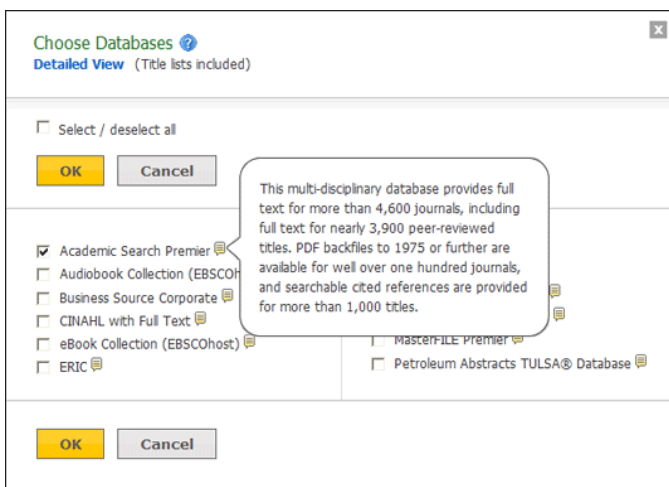 Choose Databases
Detailed View (Title lists included)
Select / deselect all
OK Cancel
This multi-disciplinary database provides full
text for more than 4,600 journals, including
full text for nearly 3,900 peer-reviewed
titles. PDF backfiles to 1975 or further are
available for well over one hundred journals,
and searchable cited references are provided
for more than 1,000 titles.
Academic Search Premier
Audiobook Collection (EBSCOh
Business Source Corporate
CINAHL with Full Text
eBook Collection (EBSCOhost)
ERIC
MasterFILE Premier
Petroleum Abstracts TULSA® Database
OK Cancel